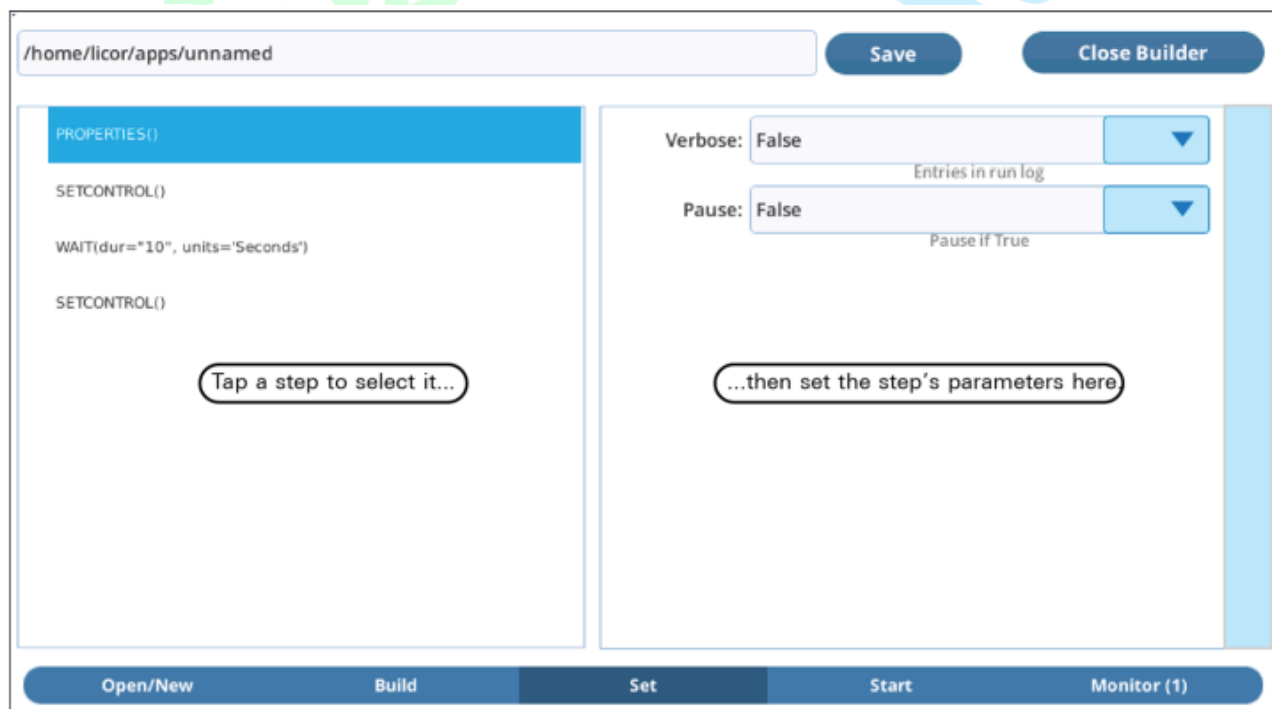 /home/licor/apps/unnamed
Save
Close Builder
PROPERTIES()
SETCONTROL()
WAIT(dur="10", units='Seconds')
SETCONTROL()
Tap a step to select it...
Verbose: False
Entries in run log
Pause: False
Pause if True
...then set the step's parameters here.
Open/New
Build
Set
Start
Monitor (1)